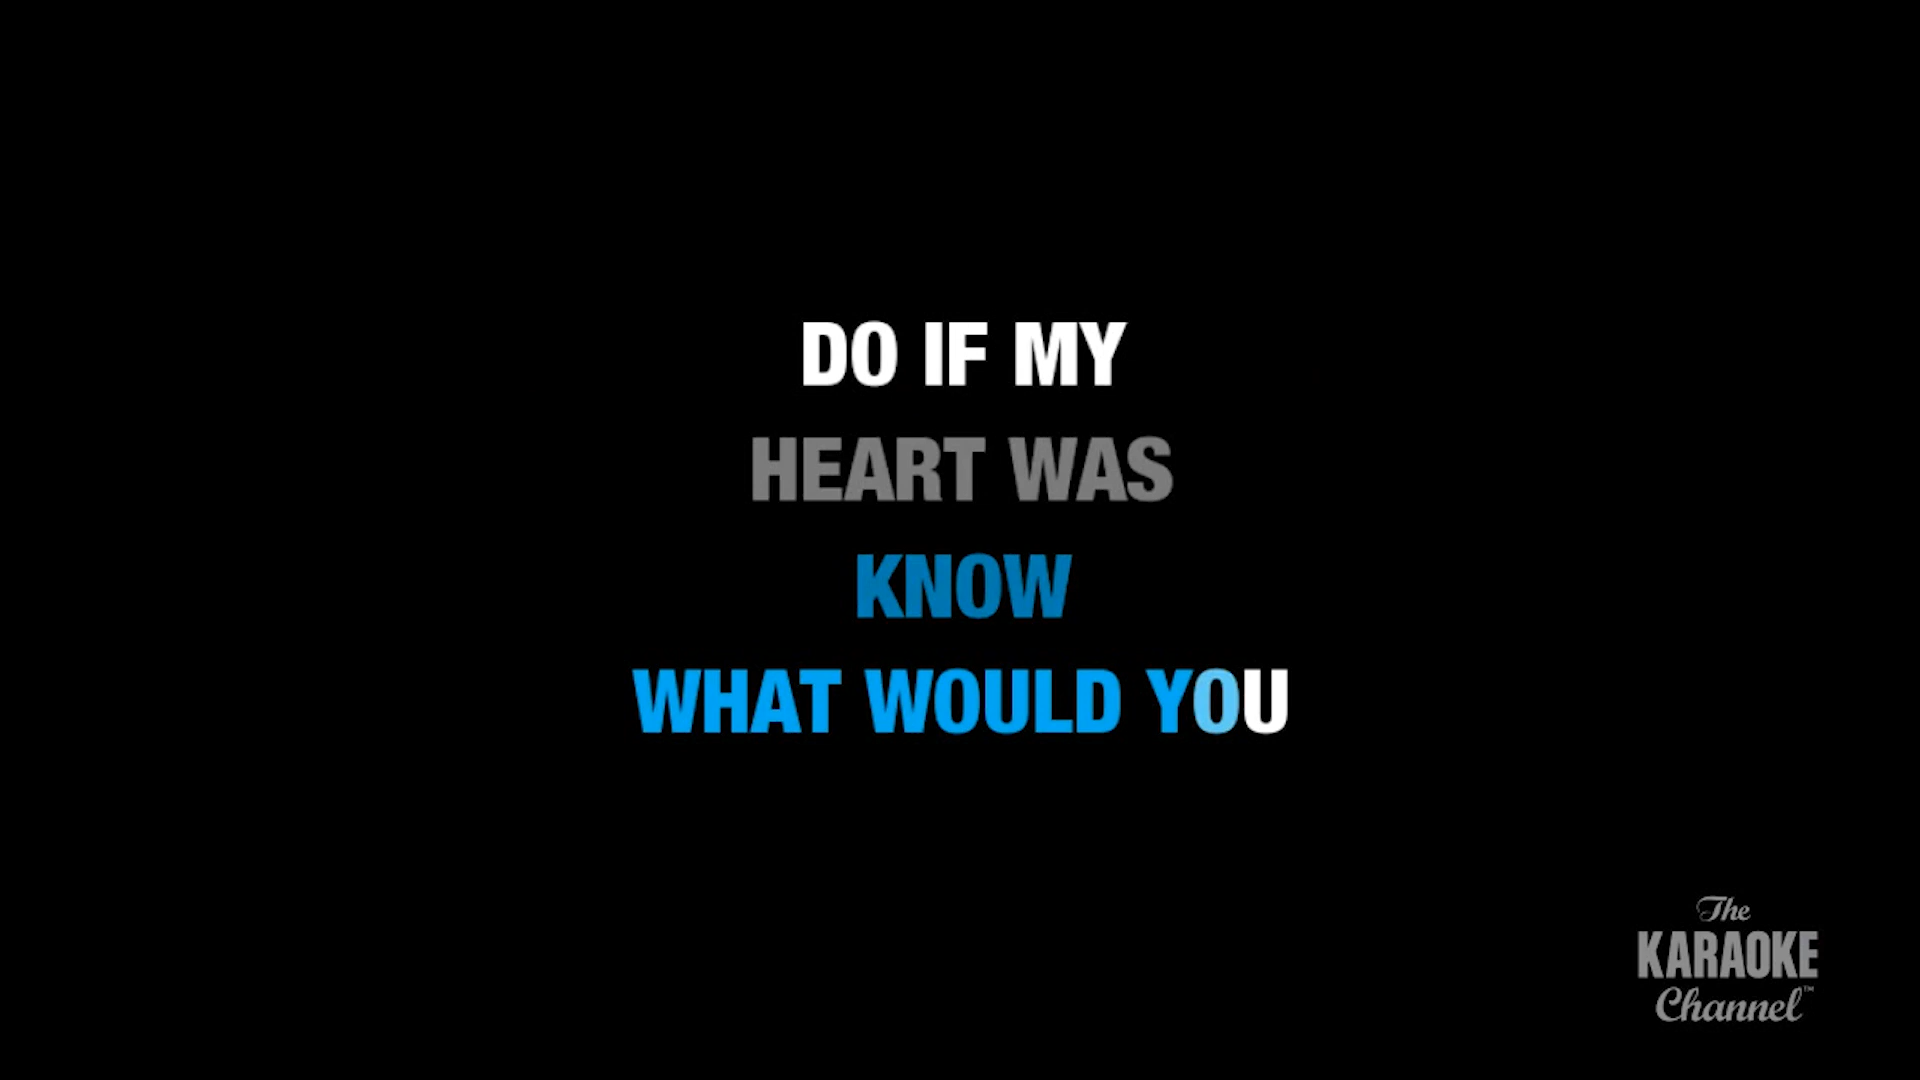 DO IF MY
HEART WAS
KNOW
WHAT WOULD YOU
The
KARAOKE
Channel™